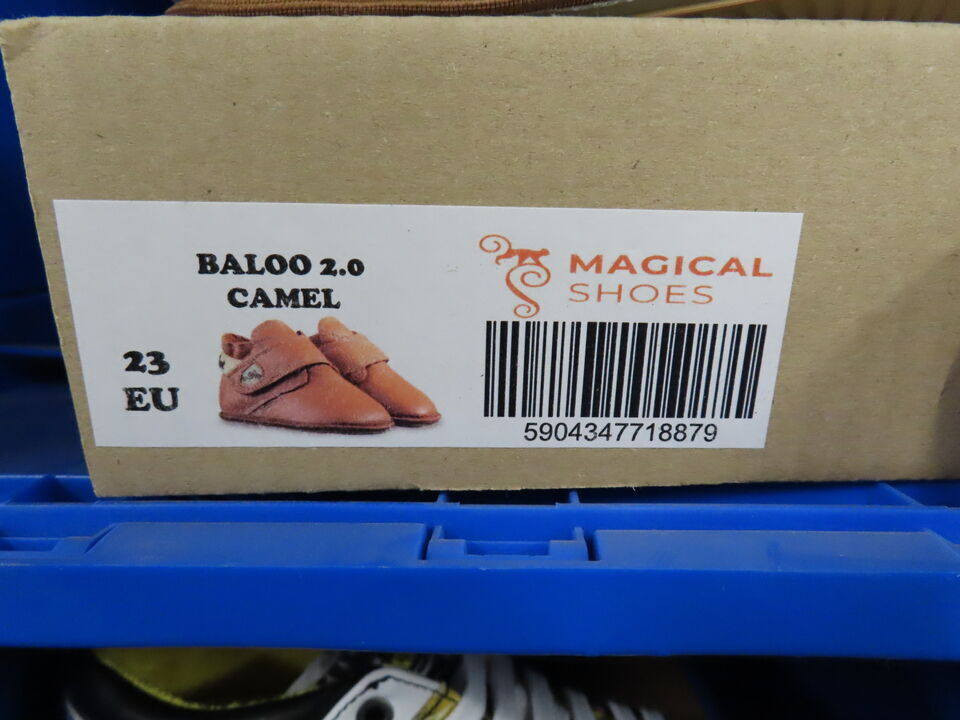 BALOO 2.0
CAMEL
23
EU
MAGICAL
SHOES
5904347718879